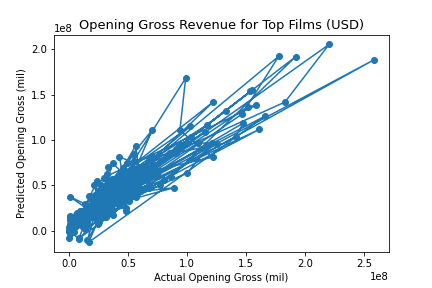 Opening Gross Revenue for Top Films (USD)
1e8
2.0
1.5
1.0
0.5
0.0
Predicted Opening Gross (mil)
0.0 0.5 1.0 1.5 2.0 2.5
1e8
Actual Opening Gross (mil)